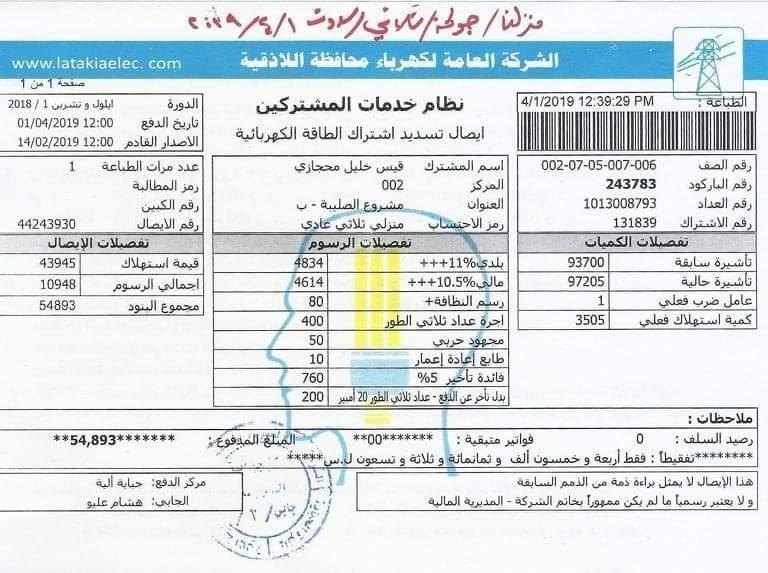 منزلنا / جولة / ثلاثي / سددت ٢٠١٩/٤/١
الشركة العامة لكهرباء محافظة اللاذقية
www.latakiaelec.com
صفحة 1 من 1
الطباعة : 4/1/2019 12:39:29 PM
نظام خدمات المشتركين
ايصال تسديد اشتراك الطاقة الكهربائية
الدورة ايلول و تشرين 1 / 2018
تاريخ الدفع 01/04/2019 12:00
الاصدار القادم 14/02/2019 12:00
رقم الصف 002-07-05-007-006
رقم الباركود 243783
رقم العداد 1013008793
رقم الاشتراك 131839
اسم المشترك قيس خليل محجازي
المركز 002
العنوان مشروع الصليبة - ب
رمز الاحتساب منزلي ثلاثي عادي
عدد مرات الطباعة 1
رمز المطالبة
رقم الكبين
رقم الايصال 44243930
تفصيلات الكميات
تأشيرة سابقة 93700
تأشيرة حالية 97205
عامل ضرب فعلي 1
كمية استهلاك فعلي 3505
تفصيلات الرسوم
بلدي%11+++ 4834
مالي%10.5+++ 4614
رسم النظافة+ 80
اجرة عداد ثلاثي الطور 400
مجهود حربي 50
طابع إعادة إعمار 10
فائدة تأخير 5% 760
بدل تأخر عن الدفع - عداد ثلاثي الطور 20 أمبير 200
تفصيلات الإيصال
قيمة استهلاك 43945
اجمالي الرسوم 10948
مجموع البنود 54893
ملاحظات :
رصيد السلف : 0 فواتير متبقية : *******00** المبلغ المدفوع : *******54,893**
********تفقيطاً : فقط أربعة و خمسون ألف و ثمانمائة و ثلاثة و تسعون ل.س*****
هذا الإيصال لا يمثل براءة ذمة من الذمم السابقة
و لا يعتبر رسمياً ما لم يكن ممهوراً بخاتم الشركة - المديرية المالية
مركز الدفع: جباية ألية
الجابي: هشام عليو